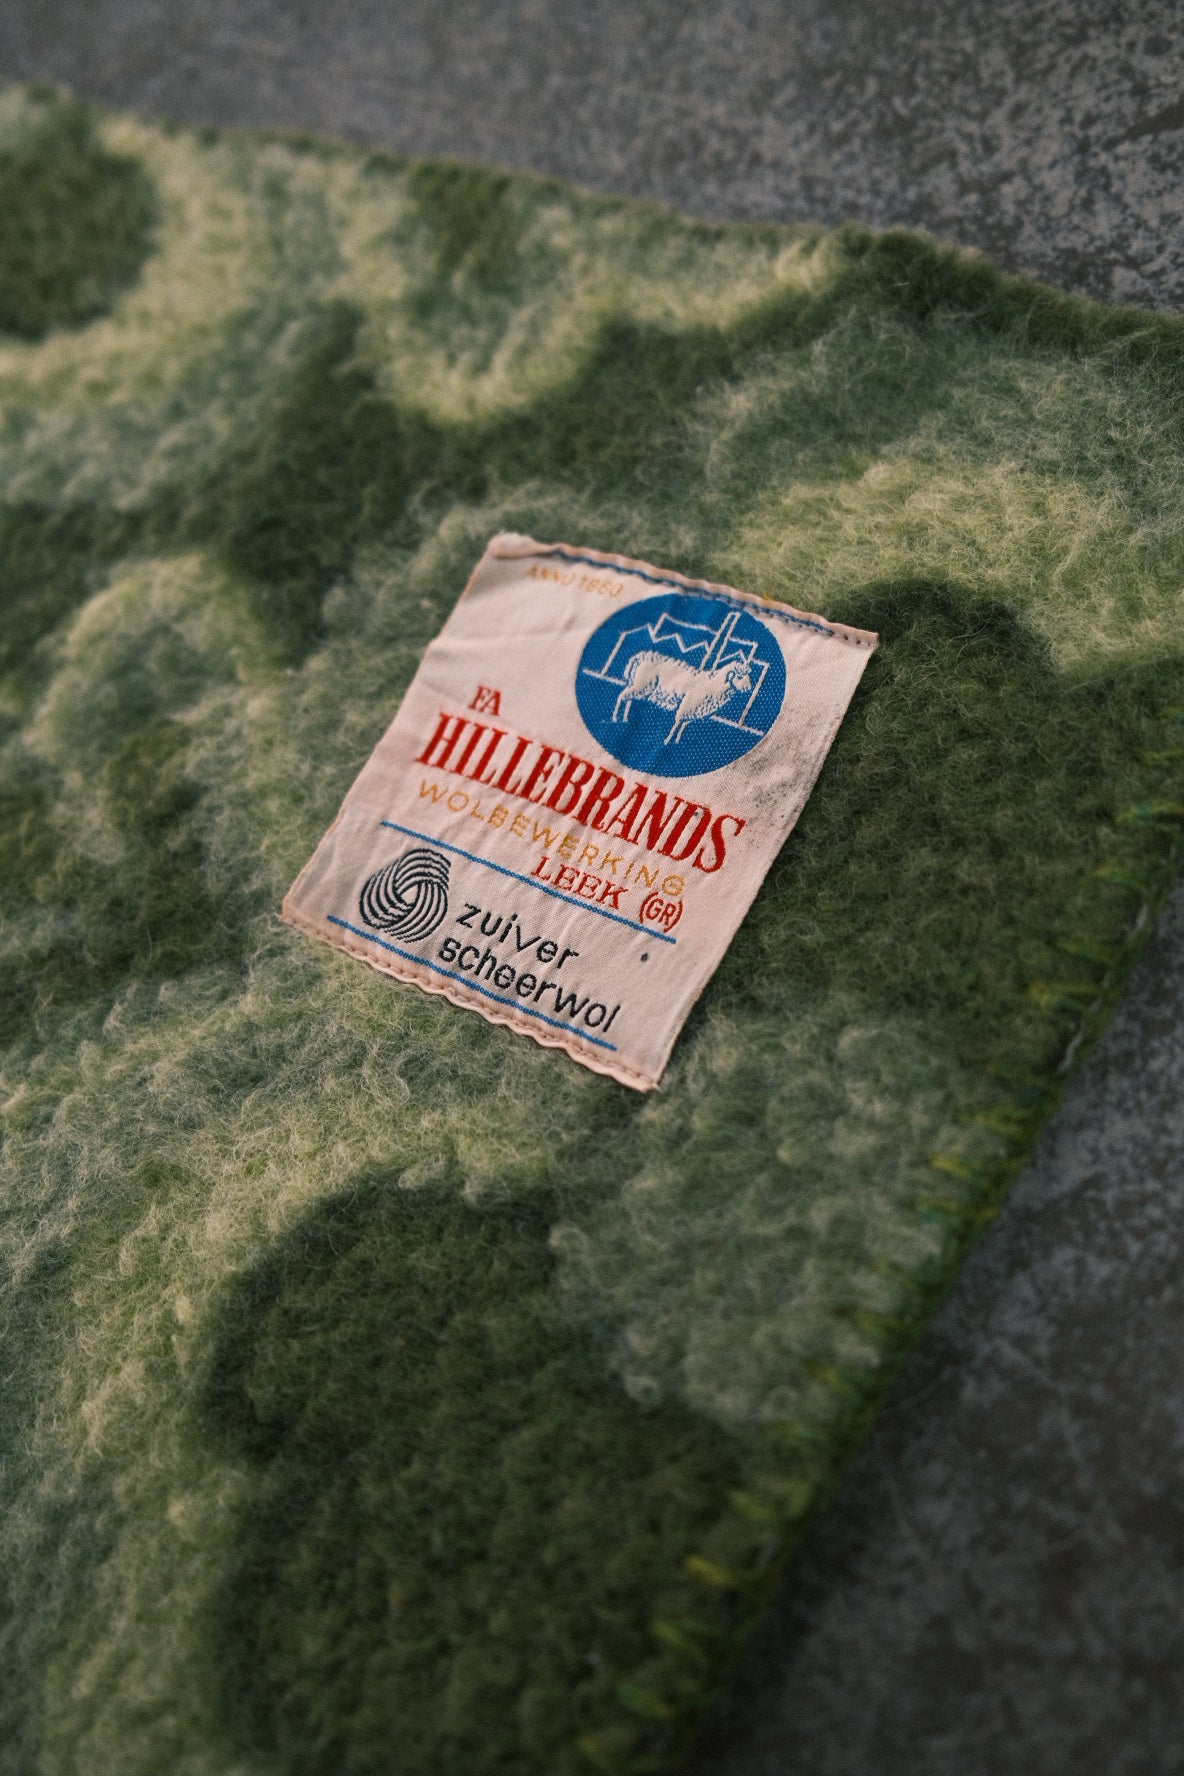 ANNO 1860
FA
HILLEBRANDS
WOLBEWERKING
LEEK (GR)
zuiver
scheerwol